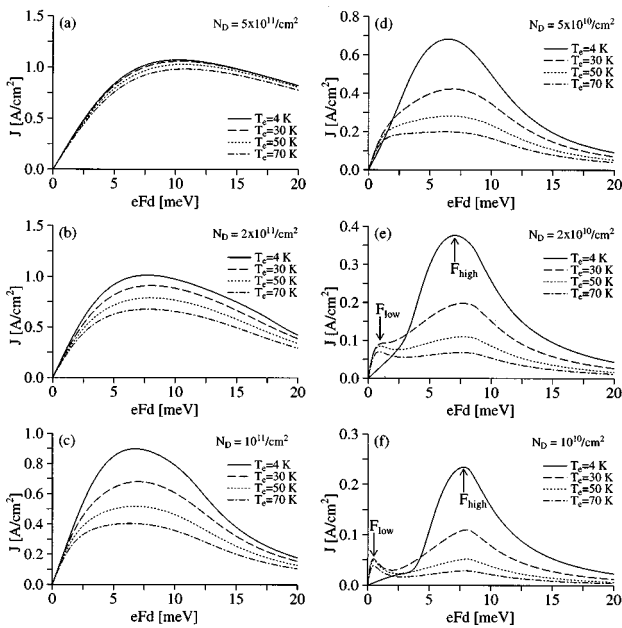 (a) N_D = 5x10^11/cm^2
J [A/cm^2]
1.5
1.0
0.5
0.0
T_e=4 K
T_e=30 K
T_e=50 K
T_e=70 K
0 5 10 15 20
eFd [meV]
(b) N_D = 2x10^11/cm^2
J [A/cm^2]
1.5
1.0
0.5
0.0
T_e=4 K
T_e=30 K
T_e=50 K
T_e=70 K
0 5 10 15 20
eFd [meV]
(c) N_D = 10^11/cm^2
J [A/cm^2]
1.0
0.8
0.6
0.4
0.2
0.0
T_e=4 K
T_e=30 K
T_e=50 K
T_e=70 K
0 5 10 15 20
eFd [meV]
(d) N_D = 5x10^10/cm^2
J [A/cm^2]
0.8
0.6
0.4
0.2
0.0
T_e=4 K
T_e=30 K
T_e=50 K
T_e=70 K
0 5 10 15 20
eFd [meV]
(e) N_D = 2x10^10/cm^2
J [A/cm^2]
0.4
0.3
0.2
0.1
0.0
T_e=4 K
T_e=30 K
T_e=50 K
T_e=70 K
F_high
F_low
0 5 10 15 20
eFd [meV]
(f) N_D = 10^10/cm^2
J [A/cm^2]
0.3
0.2
0.1
0.0
T_e=4 K
T_e=30 K
T_e=50 K
T_e=70 K
F_high
F_low
0 5 10 15 20
eFd [meV]